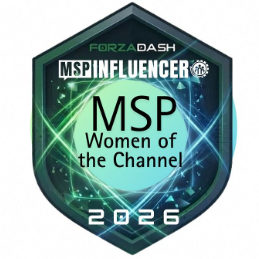 FORZADASH
MSPINFLUENCER
MSP
Women of
the Channel
2026